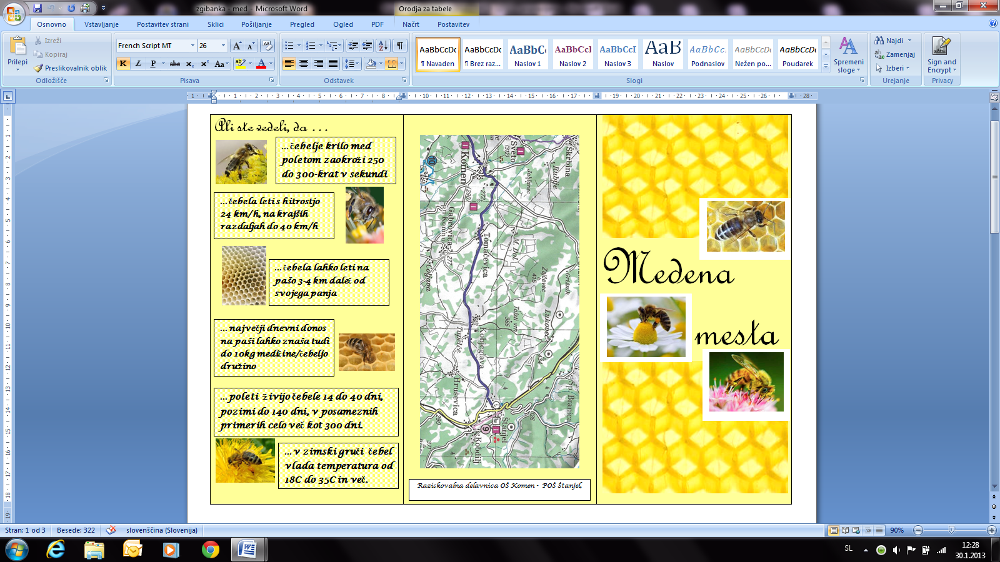 zgibanka - med - Microsoft Word
Orodja za tabele
Osnovno Vstavljanje Postavitev strani Sklici Pošiljanje Pregled Ogled PDF Načrt Postavitev
Prilepi
Izreži
Kopiraj
Preslikovalnik oblik
Odložišče
French Script MT 26
Pisava
Odstavek
AaBbCcDc AaBbCcDc AaBbCc AaBbCcI AaBbCcI AaB AaBbCc. AaBbCcDc AaBbCcDc
¶ Navaden ¶ Brez raz... Naslov 1 Naslov 2 Naslov 3 Naslov Podnaslov Nežen po... Poudarek
Spremeni
sloge
Slogi
Najdi
Zamenjaj
Izberi
Urejanje
Sign and
Encrypt
Privacy
Ali ste vedeli, da ...
...čebelje krilo med
poletom zaokroži 250
do 300-krat v sekundi
...čebela leti s hitrostjo
24 km/h, na krajših
razdaljah do 40 km/h
...čebela lahko leti na
pašo 3-4 km daleč od
svojega panja
...največji dnevni donos
na paši lahko znaša tudi
do 10kg medičine/čebeljo
družino
...poleti živijo čebele 14 do 40 dni,
pozimi do 140 dni, v posameznih
primerih celo več kot 300 dni.
...v zimski gruči čebel
vlada temperatura od
18C do 35C in več.
Komen
Sveto
Škrbina
Tomačevica
Kobjeglava
Tupelče
Hruševica
Štanjel
Kobdilj
Lukovec
Raziskovalna delavnica OŠ Komen - POŠ Štanjel,
Medena
mesta
Stran: 1 od 3 Besede: 322 slovenščina (Slovenija) 90%
SL
12:28
30.1.2013